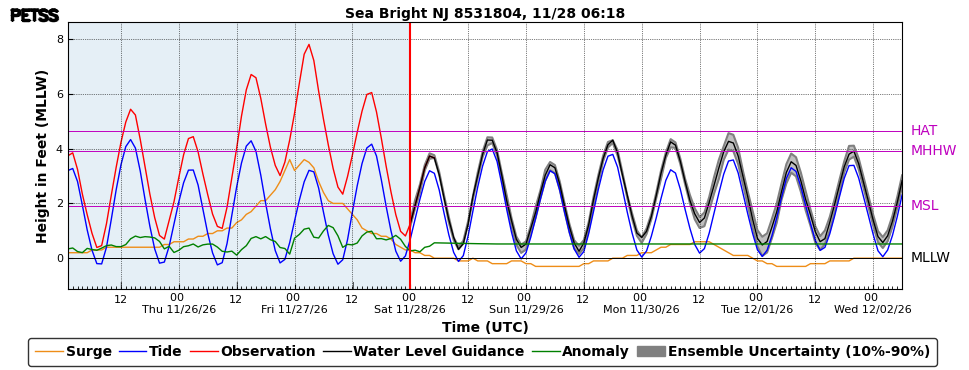 PETSS
Sea Bright NJ 8531804, 11/28 06:18
Height in Feet (MLLW)
8
6
4
2
0
HAT
MHHW
MSL
MLLW
12 00 12 00 12 00 12 00 12 00 12 00 12 00
Thu 11/26/26 Fri 11/27/26 Sat 11/28/26 Sun 11/29/26 Mon 11/30/26 Tue 12/01/26 Wed 12/02/26
Time (UTC)
Surge Tide Observation Water Level Guidance Anomaly Ensemble Uncertainty (10%-90%)